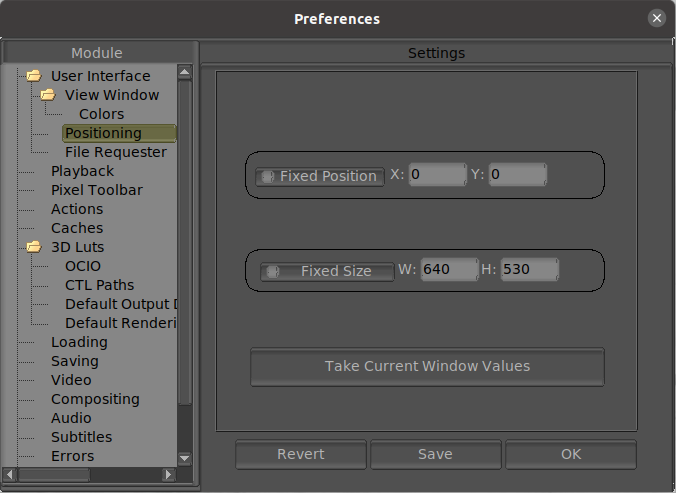 Preferences
Module
User Interface
View Window
Colors
Positioning
File Requester
Playback
Pixel Toolbar
Actions
Caches
3D Luts
OCIO
CTL Paths
Default Output D
Default Renderi
Loading
Saving
Video
Compositing
Audio
Subtitles
Errors
Settings
Fixed Position X: 0 Y: 0
Fixed Size W: 640 H: 530
Take Current Window Values
Revert Save OK